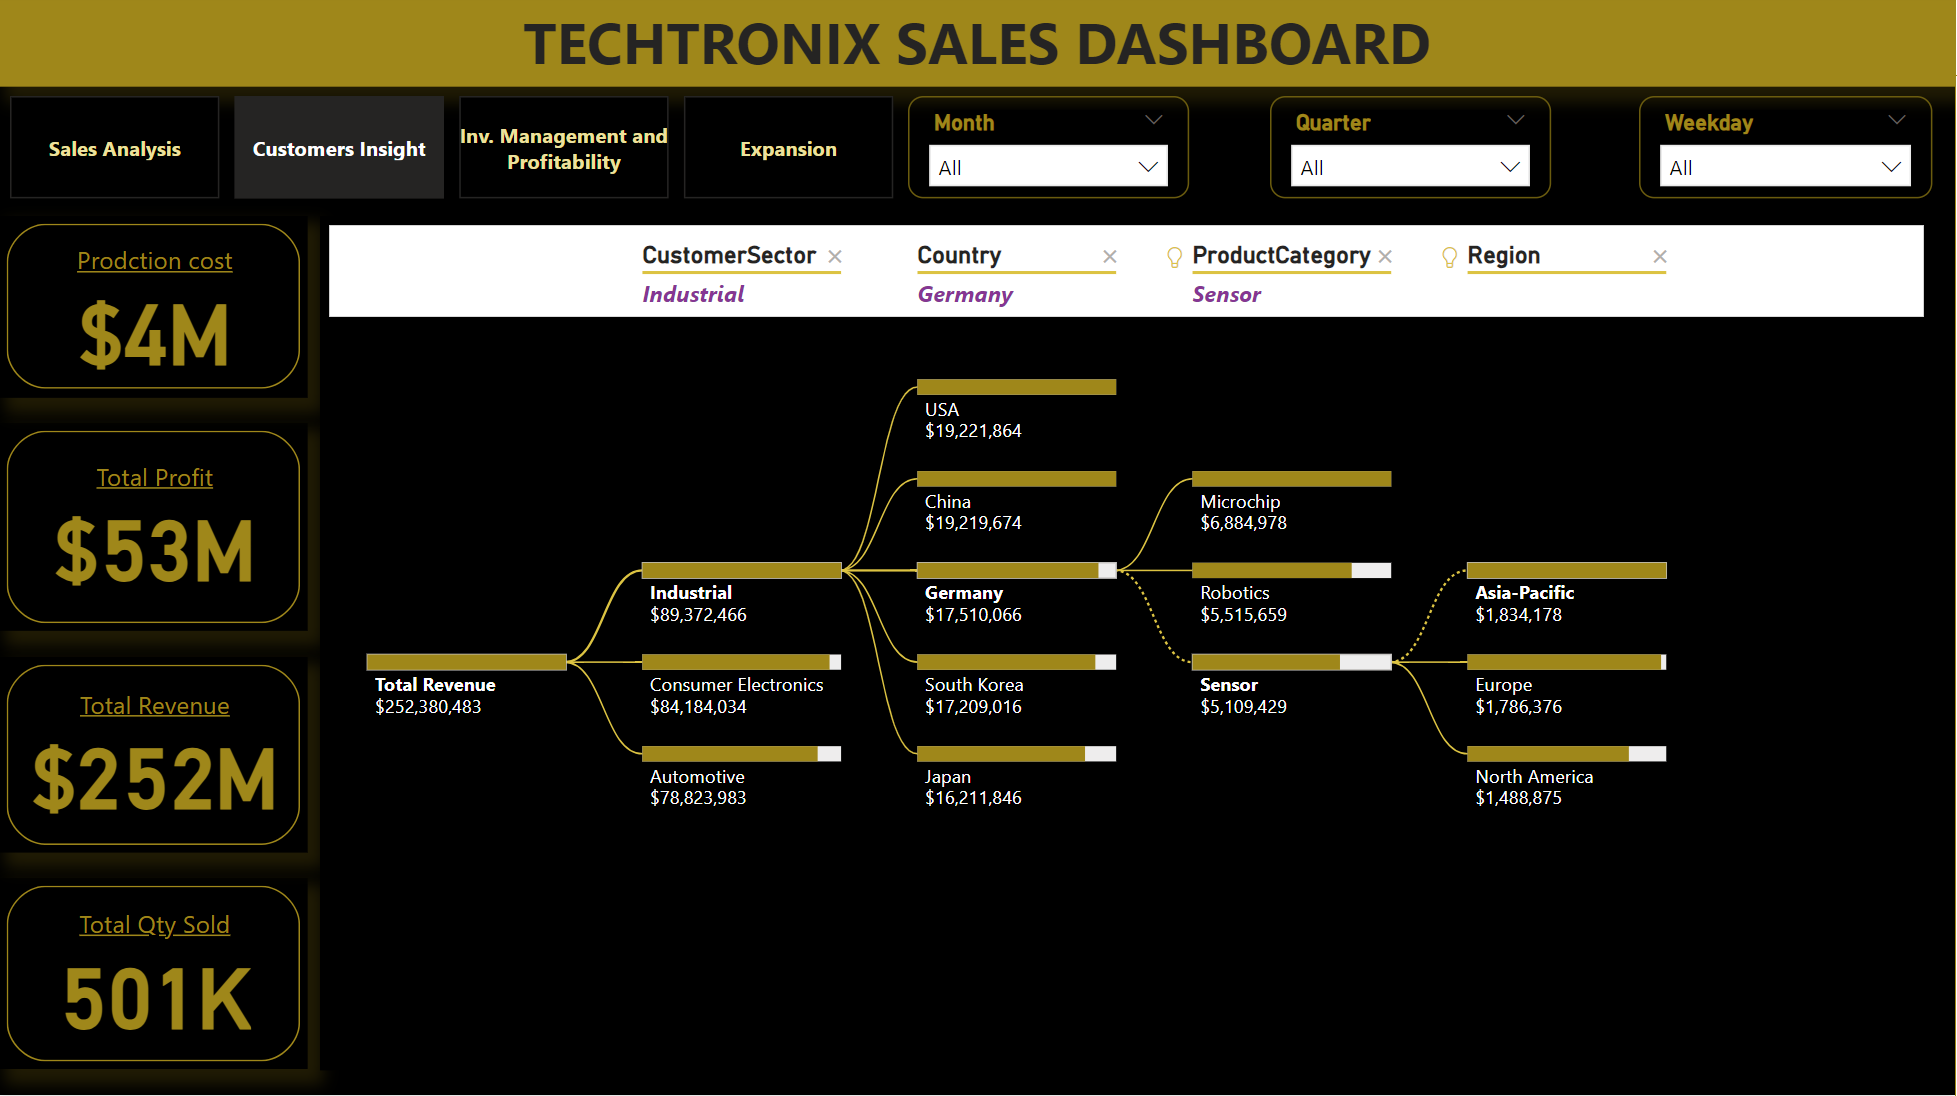 TECHTRONIX SALES DASHBOARD
Sales Analysis
Customers Insight
Inv. Management and
Profitability
Expansion
Month
All
Quarter
All
Weekday
All
Prodction cost
$4M
Total Profit
$53M
Total Revenue
$252M
Total Qty Sold
501K
CustomerSector
Industrial
Country
Germany
ProductCategory
Sensor
Region
Total Revenue
$252,380,483
Industrial
$89,372,466
Consumer Electronics
$84,184,034
Automotive
$78,823,983
USA
$19,221,864
China
$19,219,674
Germany
$17,510,066
South Korea
$17,209,016
Japan
$16,211,846
Microchip
$6,884,978
Robotics
$5,515,659
Sensor
$5,109,429
Asia-Pacific
$1,834,178
Europe
$1,786,376
North America
$1,488,875